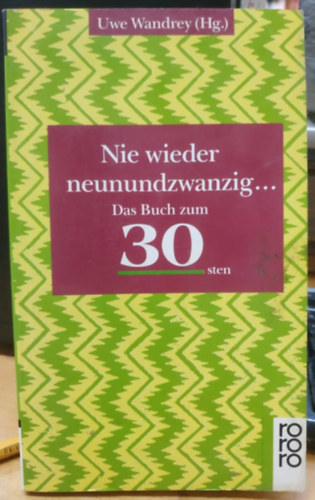 Uwe Wandrey (Hg.)
Nie wieder
neunundzwanzig...
Das Buch zum
30
sten
ro
ro
ro